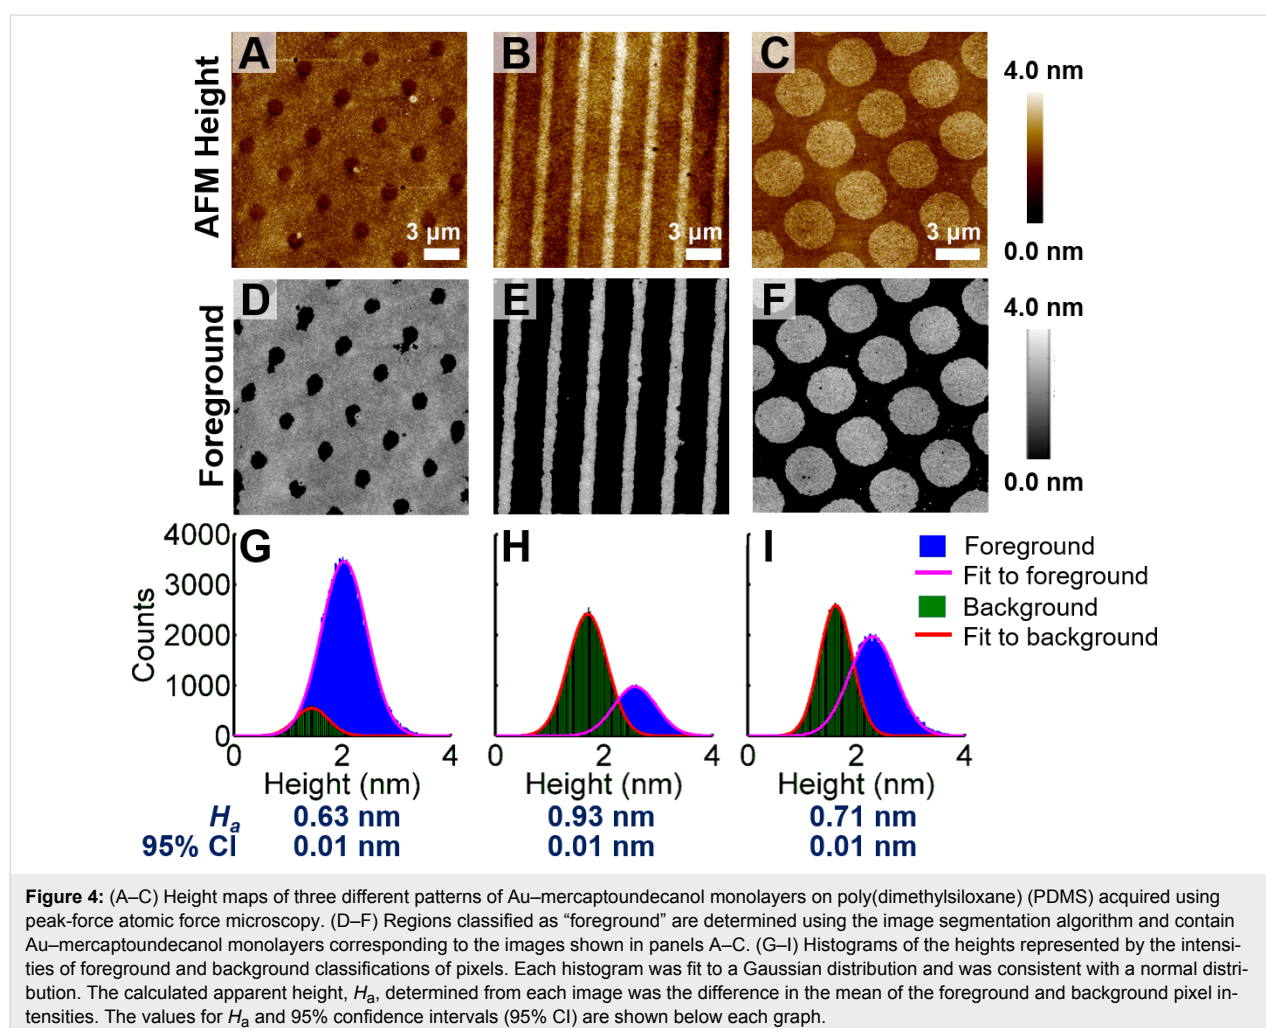 A
B
C
AFM Height
3 µm
3 µm
3 µm
4.0 nm
0.0 nm
D
E
F
Foreground
4.0 nm
0.0 nm
G
H
I
4000
3000
2000
1000
0
Counts
0 2 4
0 2 4
0 2 4
Height (nm)
Height (nm)
Height (nm)
Foreground
Fit to foreground
Background
Fit to background
Ha 0.63 nm 0.93 nm 0.71 nm
95% CI 0.01 nm 0.01 nm 0.01 nm
Figure 4: (A–C) Height maps of three different patterns of Au–mercaptoundecanol monolayers on poly(dimethylsiloxane) (PDMS) acquired using
peak-force atomic force microscopy. (D–F) Regions classified as “foreground” are determined using the image segmentation algorithm and contain
Au–mercaptoundecanol monolayers corresponding to the images shown in panels A–C. (G–I) Histograms of the heights represented by the intensi-
ties of foreground and background classifications of pixels. Each histogram was fit to a Gaussian distribution and was consistent with a normal distri-
bution. The calculated apparent height, Ha, determined from each image was the difference in the mean of the foreground and background pixel in-
tensities. The values for Ha and 95% confidence intervals (95% CI) are shown below each graph.